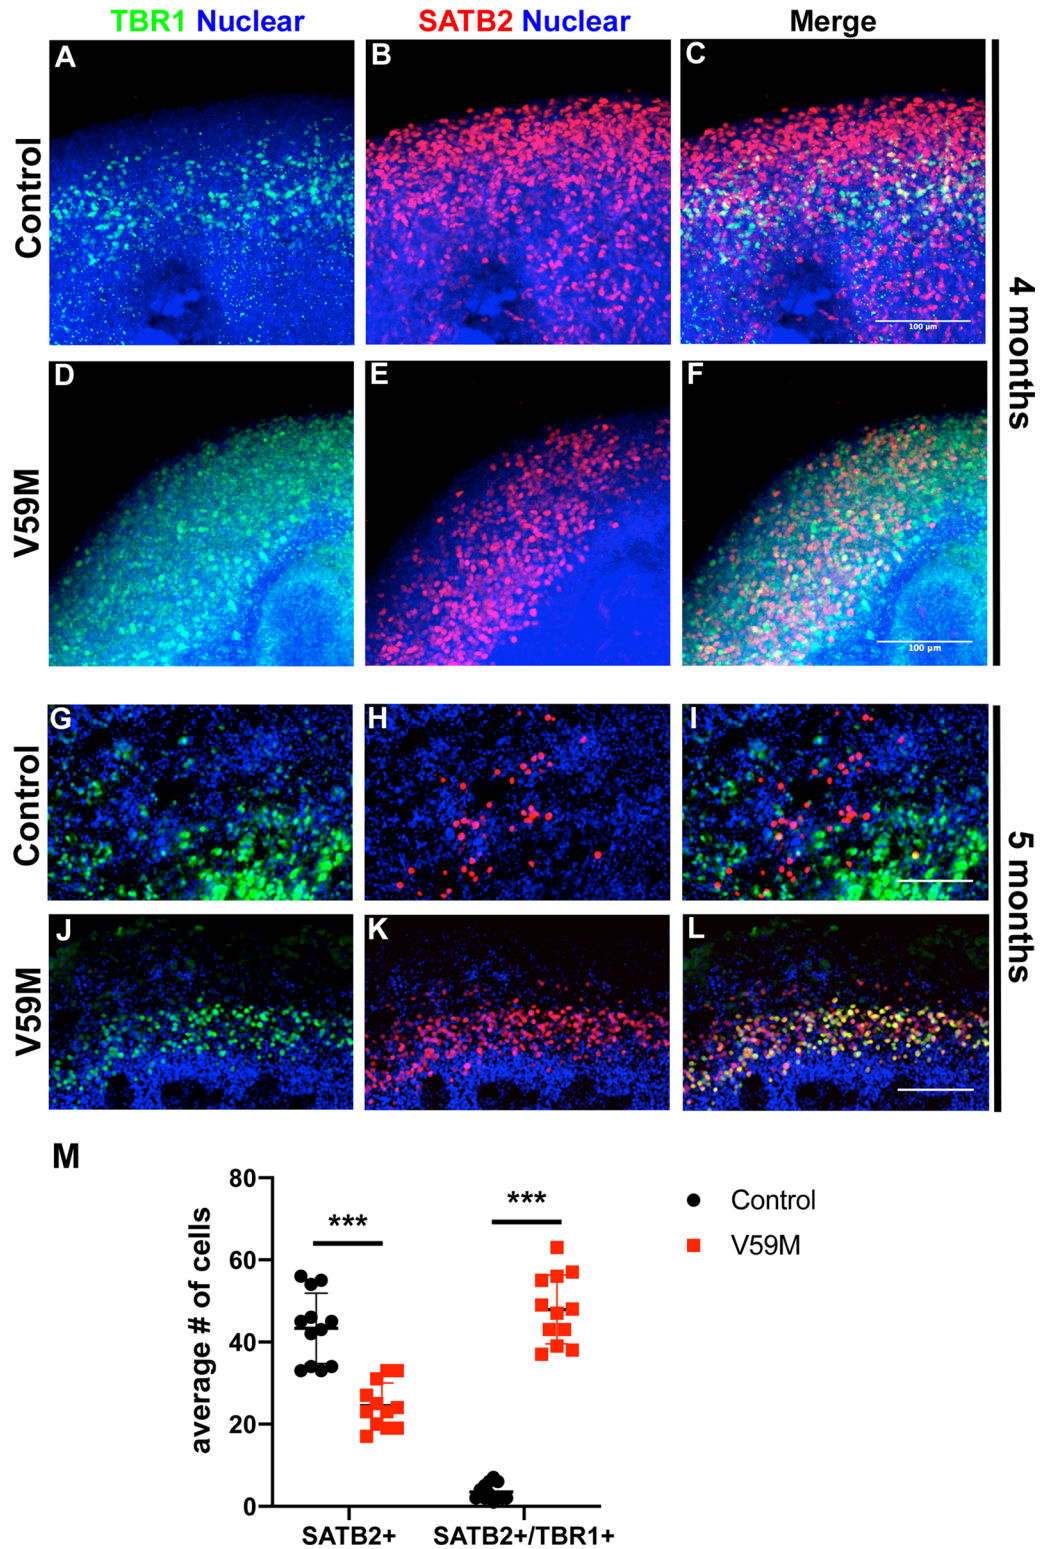 TBR1 Nuclear SATB2 Nuclear Merge
A B C
Control
100 µm
4 months
D E F
V59M
100 µm
G H I
Control
5 months
J K L
V59M
M
average # of cells
80
60
40
20
0
***
***
Control
V59M
SATB2+ SATB2+/TBR1+